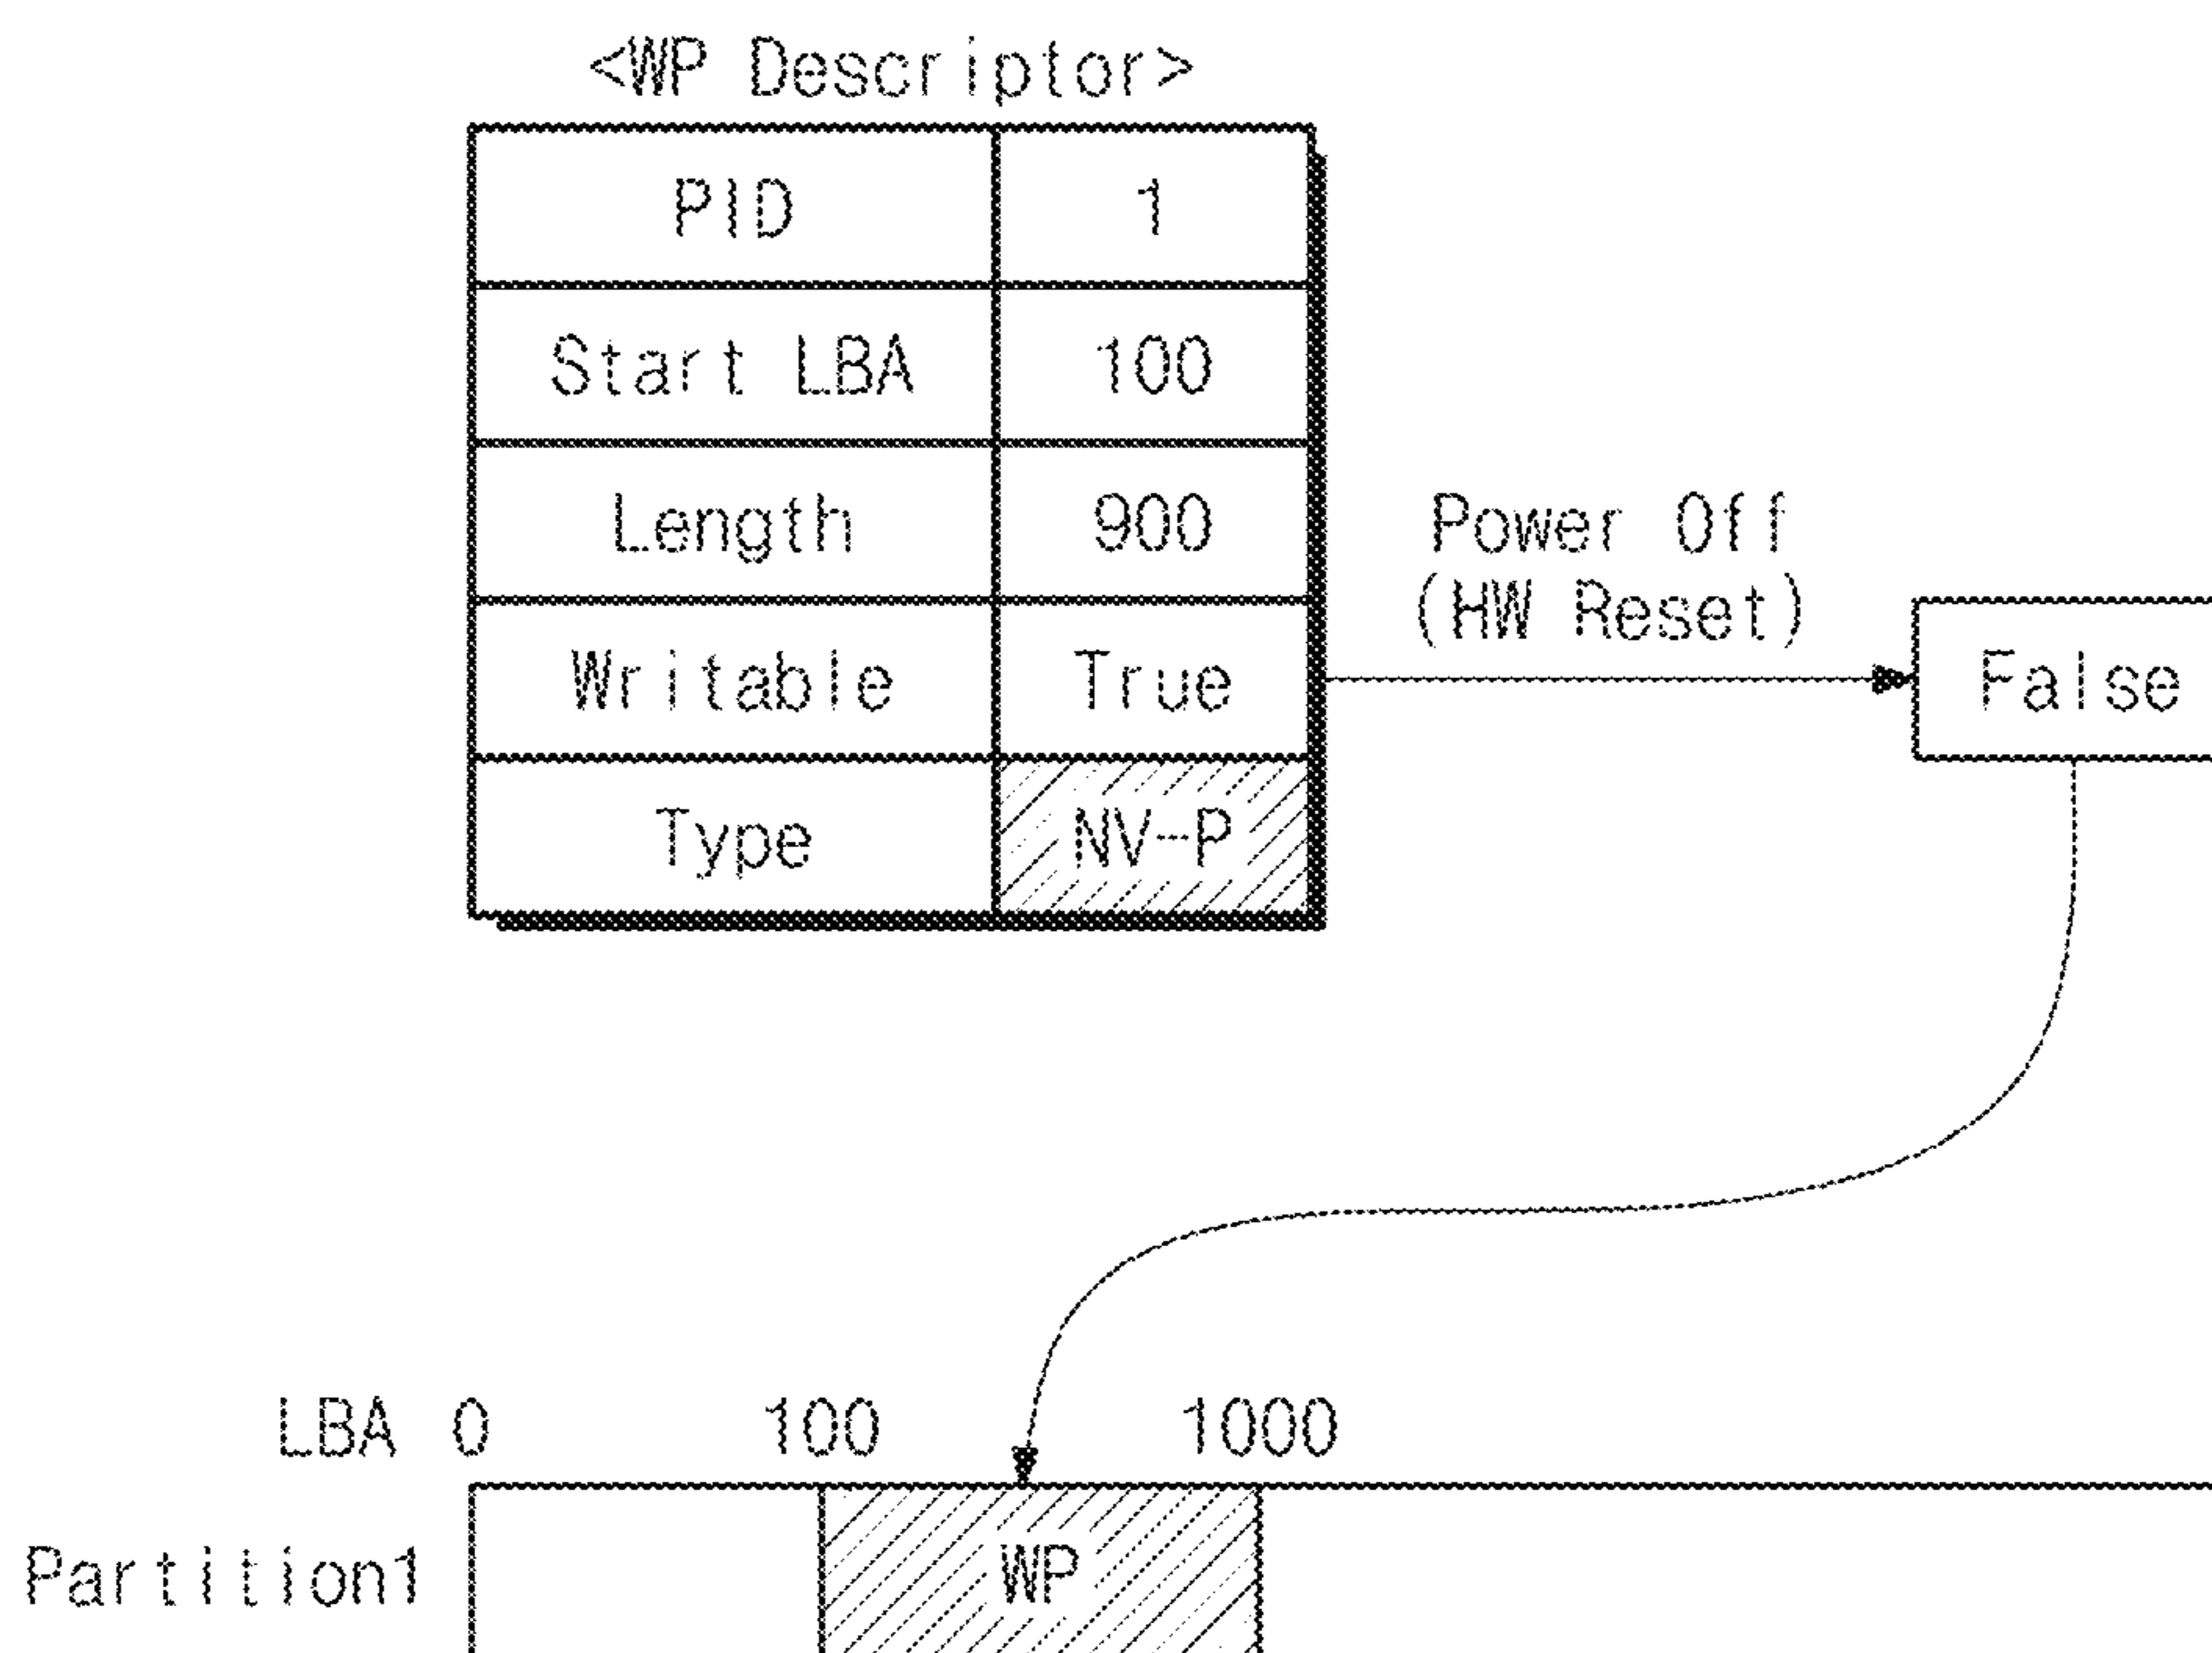 <WP Descriptor>
PID 1
Start LBA 100
Length 900
Power Off
(HW Reset)
Writable True
False
Type NV-P
LBA 0 100 1000
Partition1 WP